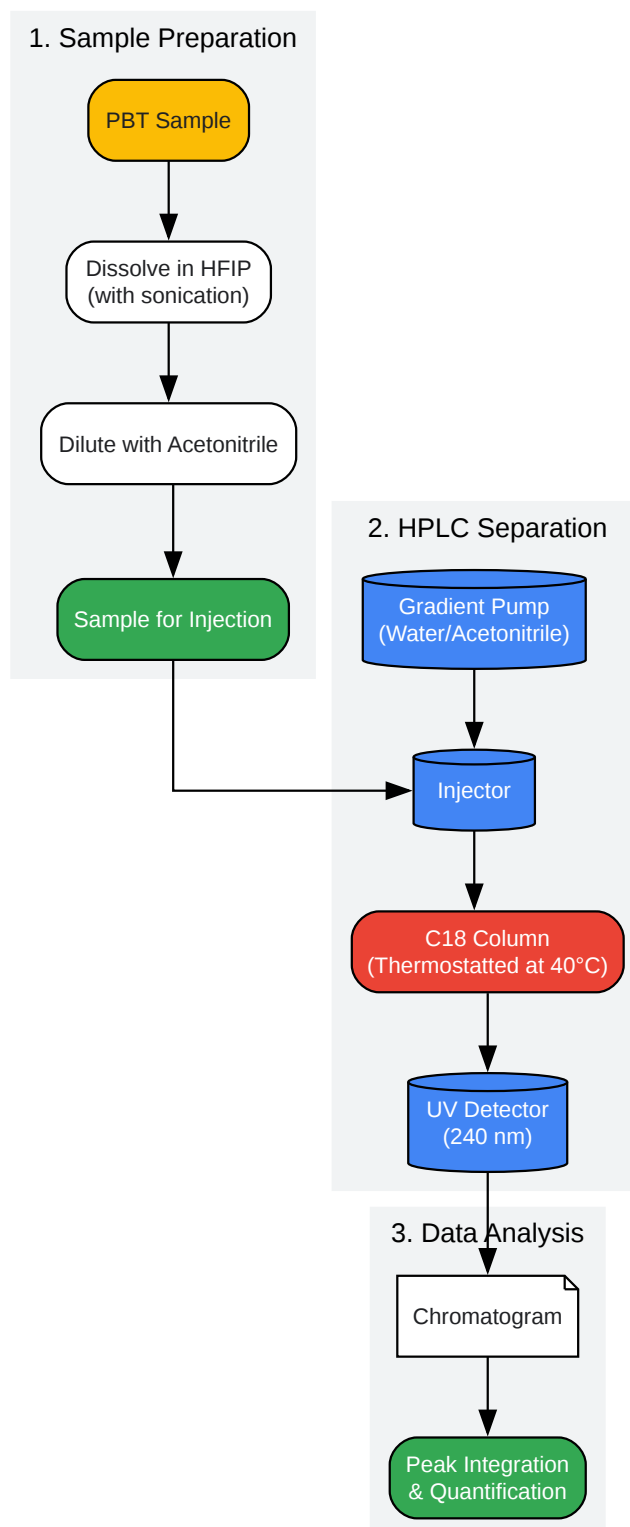 1. Sample Preparation
PBT Sample
Dissolve in HFIP
(with sonication)
Dilute with Acetonitrile
Sample for Injection
2. HPLC Separation
Gradient Pump
(Water/Acetonitrile)
Injector
C18 Column
(Thermostatted at 40°C)
UV Detector
(240 nm)
3. Data Analysis
Chromatogram
Peak Integration
& Quantification